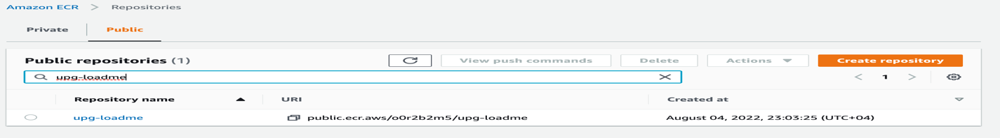 Amazon ECR > Repositories
Private | Public
Public repositories (1) View push commands Delete Actions Create repository
upg-loadme < 1 >
Repository name URI Created at
upg-loadme public.ecr.aws/o0r2b2m5/upg-loadme August 04, 2022, 23:03:25 (UTC+04)